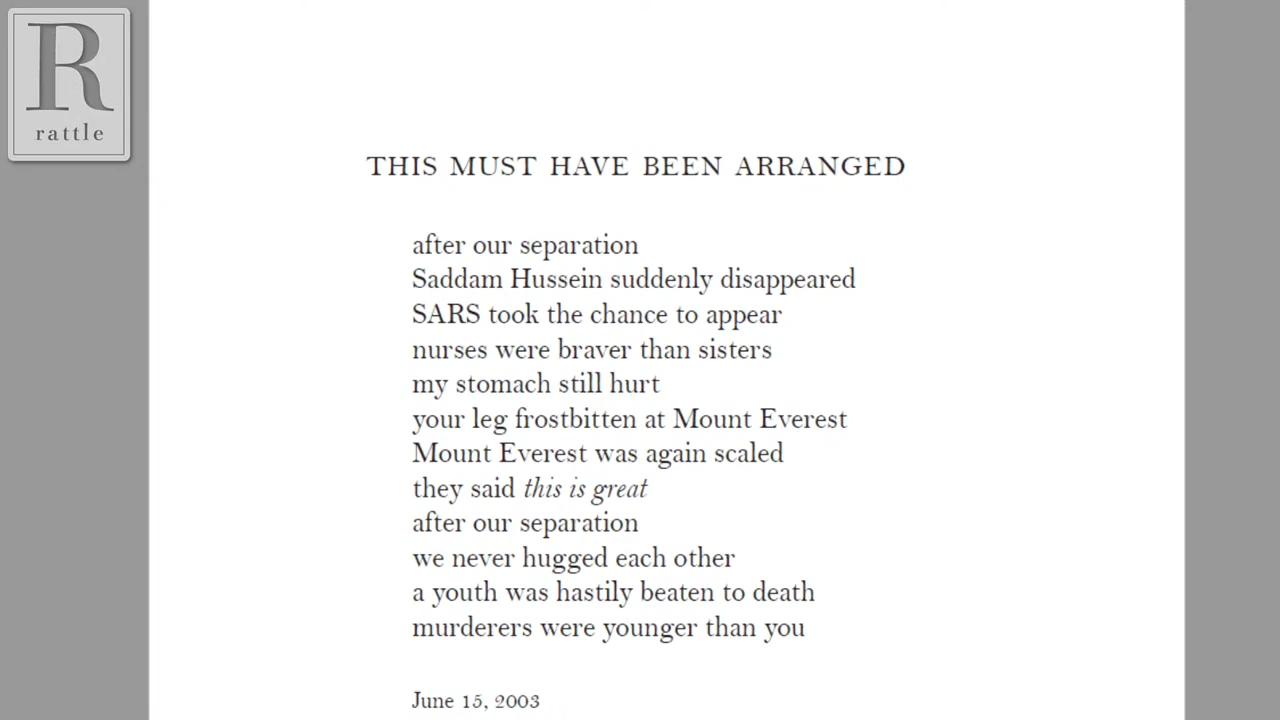 R
rattle
THIS MUST HAVE BEEN ARRANGED
after our separation
Saddam Hussein suddenly disappeared
SARS took the chance to appear
nurses were braver than sisters
my stomach still hurt
your leg frostbitten at Mount Everest
Mount Everest was again scaled
they said this is great
after our separation
we never hugged each other
a youth was hastily beaten to death
murderers were younger than you
June 15, 2003